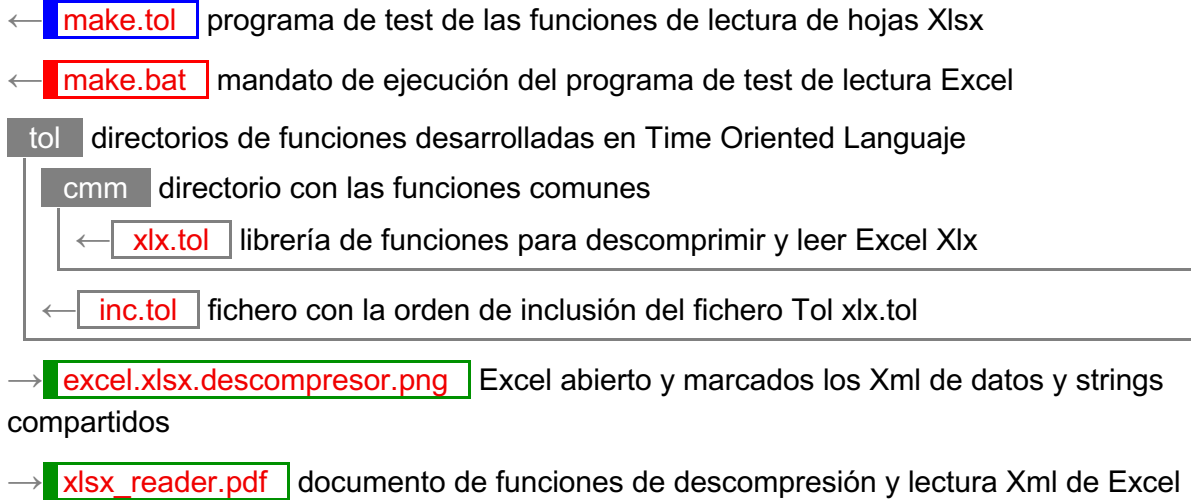 ← make.tol programa de test de las funciones de lectura de hojas Xlsx
← make.bat mandato de ejecución del programa de test de lectura Excel
tol directorios de funciones desarrolladas en Time Oriented Languaje
cmm directorio con las funciones comunes
← xlx.tol librería de funciones para descomprimir y leer Excel Xlx
← inc.tol fichero con la orden de inclusión del fichero Tol xlx.tol
→ excel.xlsx.descompresor.png Excel abierto y marcados los Xml de datos y strings
compartidos
→ xlsx_reader.pdf documento de funciones de descompresión y lectura Xml de Excel